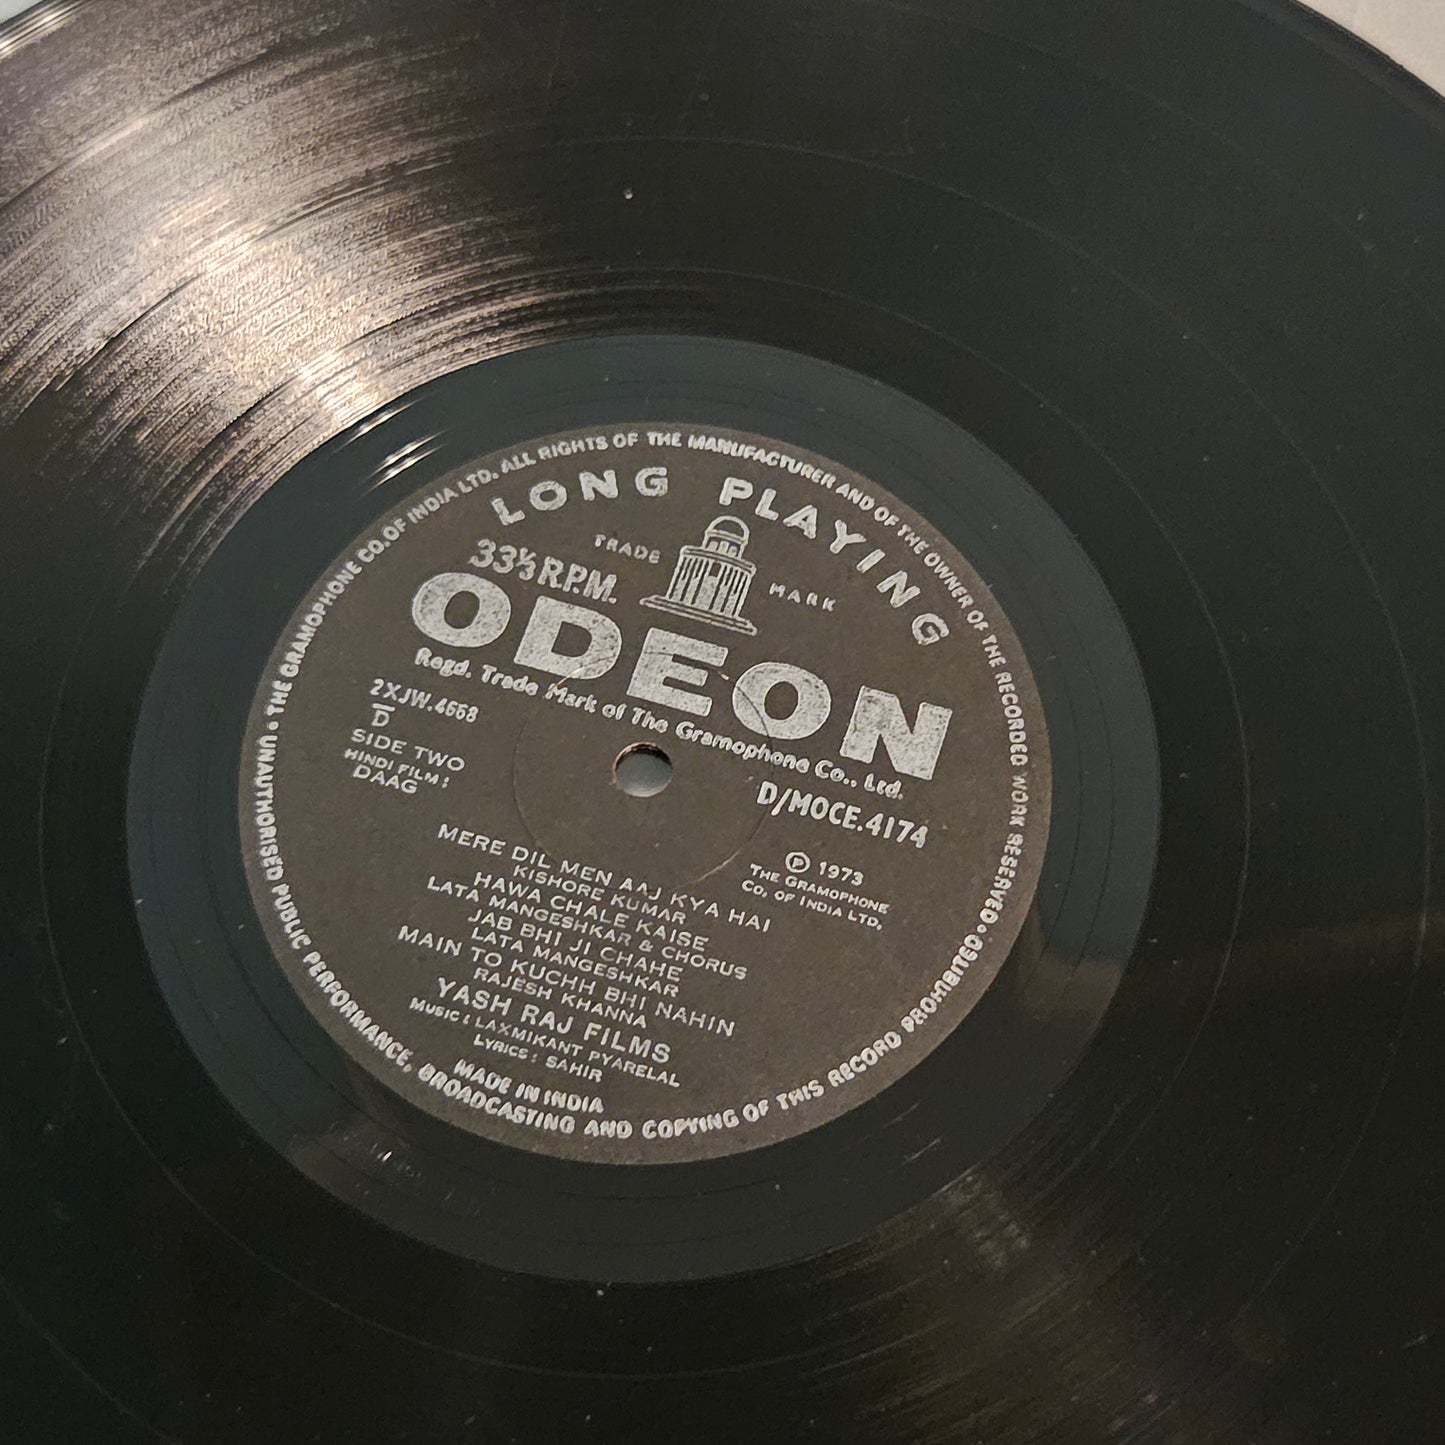 THE GRAMOPHONE CO. OF INDIA LTD. ALL RIGHTS OF THE MANUFACTURER AND OF THE OWNER OF THE RECORDED WORK RESERVED • UNAUTHORISED PUBLIC PERFORMANCE, BROADCASTING AND COPYING OF THIS RECORD PROHIBITED •
LONG PLAYING
TRADE MARK
33⅓ R.P.M.
ODEON
Regd. Trade Mark of The Gramophone Co., Ltd.
2XJW.4668
D
SIDE TWO
HINDI FILM:
DAAG
D/MOCE.4174
Ⓟ 1973
THE GRAMOPHONE
CO. OF INDIA LTD.
MERE DIL MEN AAJ KYA HAI
KISHORE KUMAR
HAWA CHALE KAISE
LATA MANGESHKAR & CHORUS
JAB BHI JI CHAHE
LATA MANGESHKAR
MAIN TO KUCHH BHI NAHIN
RAJESH KHANNA
YASH RAJ FILMS
MUSIC: LAXMIKANT PYARELAL
LYRICS: SAHIR
MADE IN INDIA